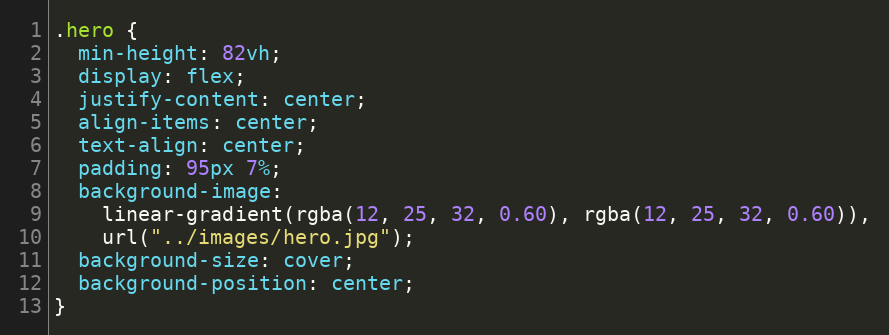 1 .hero {
2   min-height: 82vh;
3   display: flex;
4   justify-content: center;
5   align-items: center;
6   text-align: center;
7   padding: 95px 7%;
8   background-image:
9     linear-gradient(rgba(12, 25, 32, 0.60), rgba(12, 25, 32, 0.60)),
10     url("../images/hero.jpg");
11   background-size: cover;
12   background-position: center;
13 }